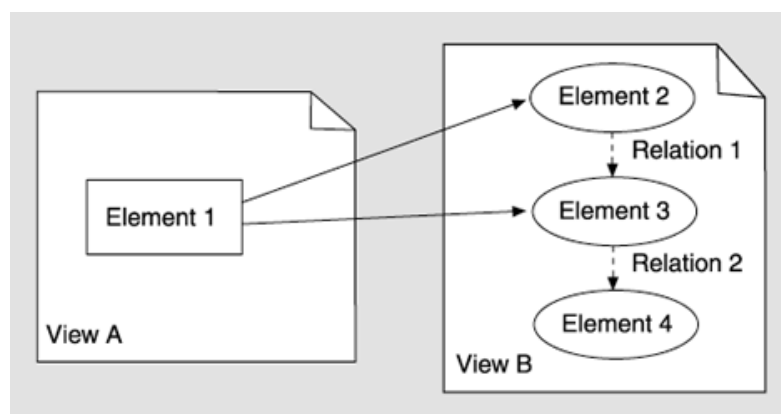 Element 1
View A
Element 2
Relation 1
Element 3
Relation 2
Element 4
View B